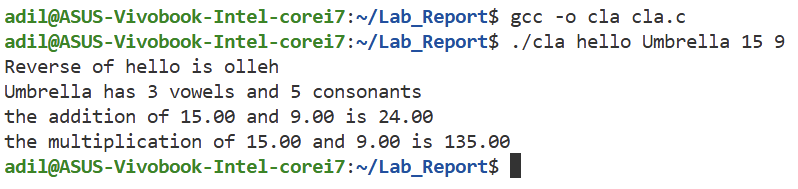 adil@ASUS-Vivobook-Intel-corei7:~/Lab_Report$ gcc -o cla cla.c
adil@ASUS-Vivobook-Intel-corei7:~/Lab_Report$ ./cla hello Umbrella 15 9
Reverse of hello is olleh
Umbrella has 3 vowels and 5 consonants
the addition of 15.00 and 9.00 is 24.00
the multiplication of 15.00 and 9.00 is 135.00
adil@ASUS-Vivobook-Intel-corei7:~/Lab_Report$